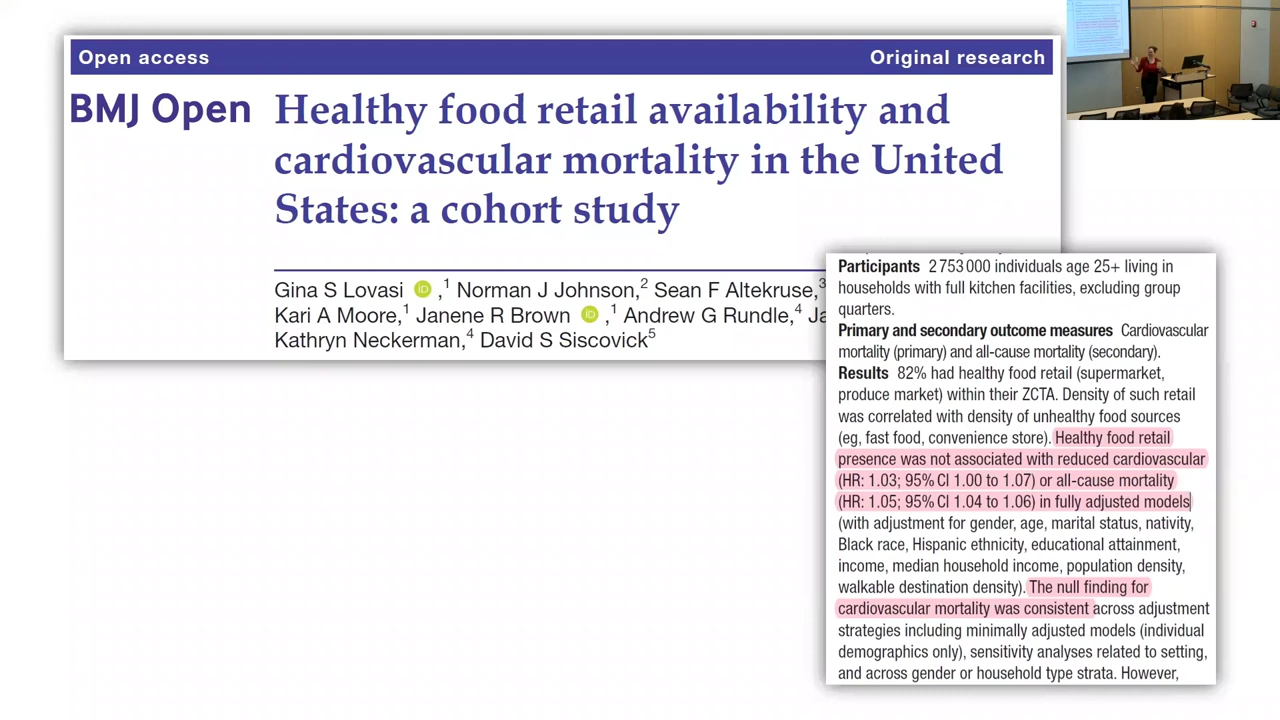 Open access
Original research
BMJ Open
Healthy food retail availability and
cardiovascular mortality in the United
States: a cohort study
Gina S Lovasi iD ,1 Norman J Johnson,2 Sean F Altekruse,3
Kari A Moore,1 Janene R Brown iD ,1 Andrew G Rundle,4 Ja
Kathryn Neckerman,4 David S Siscovick5
Participants 2 753 000 individuals age 25+ living in
households with full kitchen facilities, excluding group
quarters.
Primary and secondary outcome measures Cardiovascular
mortality (primary) and all-cause mortality (secondary).
Results 82% had healthy food retail (supermarket,
produce market) within their ZCTA. Density of such retail
was correlated with density of unhealthy food sources
(eg, fast food, convenience store). Healthy food retail
presence was not associated with reduced cardiovascular
(HR: 1.03; 95% CI 1.00 to 1.07) or all-cause mortality
(HR: 1.05; 95% CI 1.04 to 1.06) in fully adjusted models
(with adjustment for gender, age, marital status, nativity,
Black race, Hispanic ethnicity, educational attainment,
income, median household income, population density,
walkable destination density). The null finding for
cardiovascular mortality was consistent across adjustment
strategies including minimally adjusted models (individual
demographics only), sensitivity analyses related to setting,
and across gender or household type strata. However,